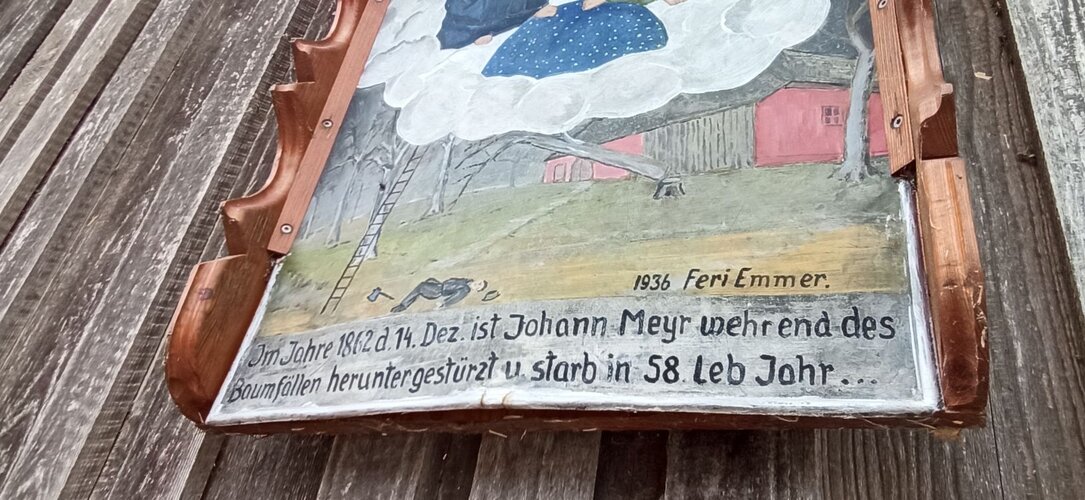 1936 Feri Emmer.
Im Jahre 1862 d. 14. Dez. ist Johann Meyr wehrend des
Baumfällen heruntergestürzt u. starb in 58. Leb Jahr...